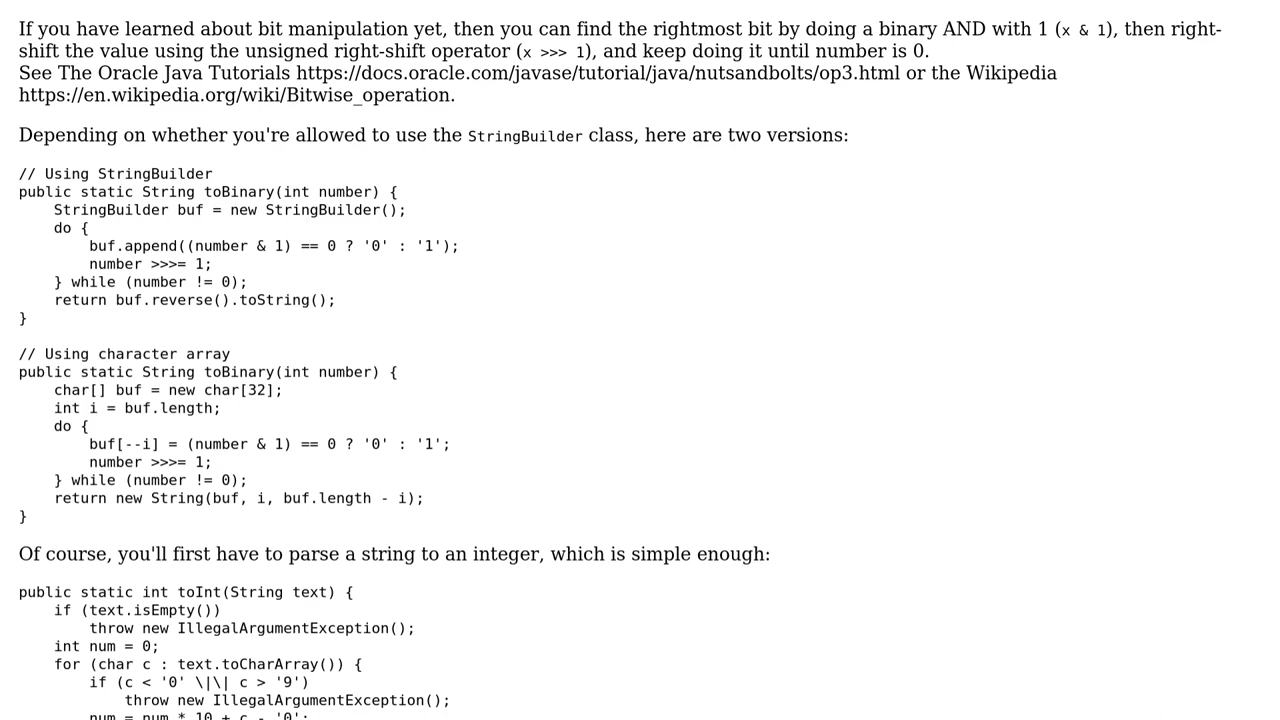 If you have learned about bit manipulation yet, then you can find the rightmost bit by doing a binary AND with 1 (x & 1), then right-
shift the value using the unsigned right-shift operator (x >>> 1), and keep doing it until number is 0.
See The Oracle Java Tutorials https://docs.oracle.com/javase/tutorial/java/nutsandbolts/op3.html or the Wikipedia
https://en.wikipedia.org/wiki/Bitwise_operation.
Depending on whether you're allowed to use the StringBuilder class, here are two versions:
// Using StringBuilder
public static String toBinary(int number) {
    StringBuilder buf = new StringBuilder();
    do {
        buf.append((number & 1) == 0 ? '0' : '1');
        number >>>= 1;
    } while (number != 0);
    return buf.reverse().toString();
}
// Using character array
public static String toBinary(int number) {
    char[] buf = new char[32];
    int i = buf.length;
    do {
        buf[--i] = (number & 1) == 0 ? '0' : '1';
        number >>>= 1;
    } while (number != 0);
    return new String(buf, i, buf.length - i);
}
Of course, you'll first have to parse a string to an integer, which is simple enough:
public static int toInt(String text) {
    if (text.isEmpty())
        throw new IllegalArgumentException();
    int num = 0;
    for (char c : text.toCharArray()) {
        if (c < '0' \|\| c > '9')
            throw new IllegalArgumentException();
        num = num * 10 + c - '0';